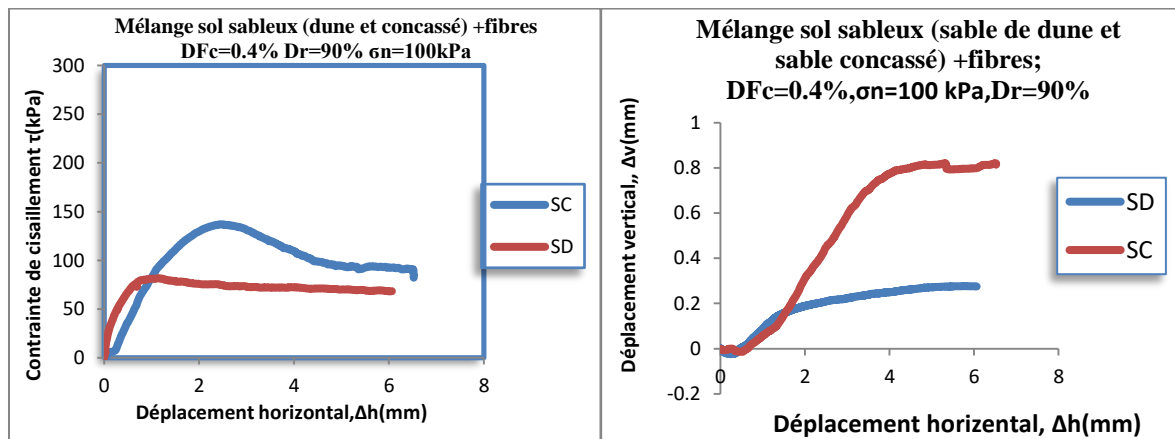 Mélange sol sableux (dune et concassé) +fibres
DFc=0.4% Dr=90% σn=100kPa
Contrainte de cisaillement τ(kPa)
300
250
200
150
100
50
0
0 2 4 6 8
Déplacement horizontal,Δh(mm)
SC
SD
Mélange sol sableux (sable de dune et
sable concassé) +fibres;
DFc=0.4%,σn=100 kPa,Dr=90%
Déplacement vertical,, Δv(mm)
1
0.8
0.6
0.4
0.2
0
-0.2
0 2 4 6 8
Déplacement horizental, Δh(mm)
SD
SC